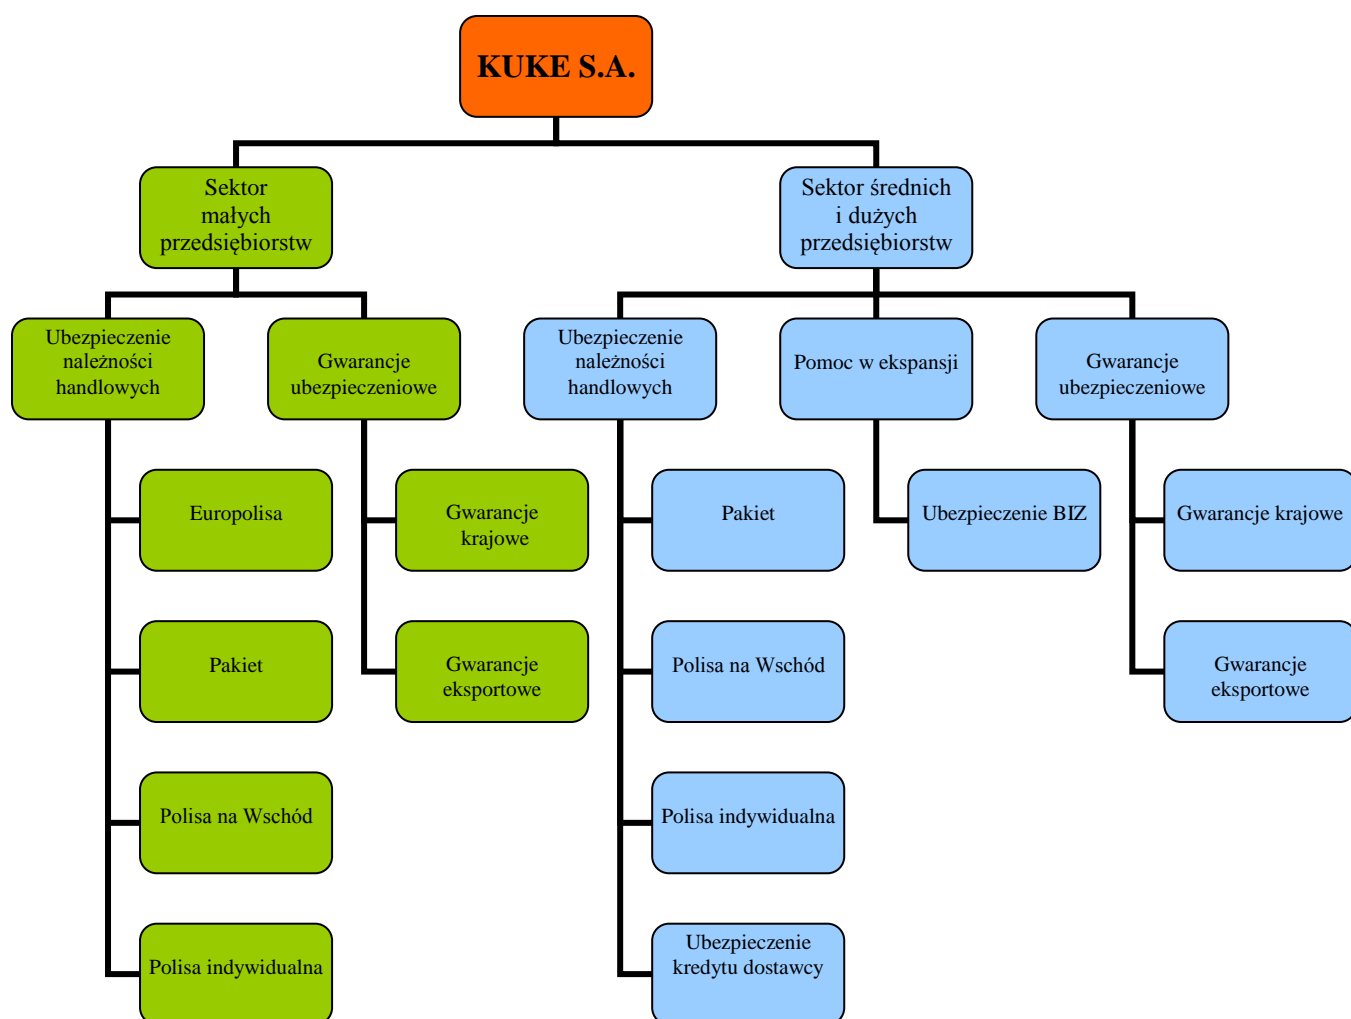 KUKE S.A.
Sektor
małych
przedsiębiorstw
Sektor średnich
i dużych
przedsiębiorstw
Ubezpieczenie
należności
handlowych
Gwarancje
ubezpieczeniowe
Ubezpieczenie
należności
handlowych
Pomoc w ekspansji
Gwarancje
ubezpieczeniowe
Europolisa
Gwarancje
krajowe
Pakiet
Ubezpieczenie BIZ
Gwarancje krajowe
Pakiet
Gwarancje
eksportowe
Polisa na Wschód
Gwarancje
eksportowe
Polisa na Wschód
Polisa indywidualna
Polisa indywidualna
Ubezpieczenie
kredytu dostawcy